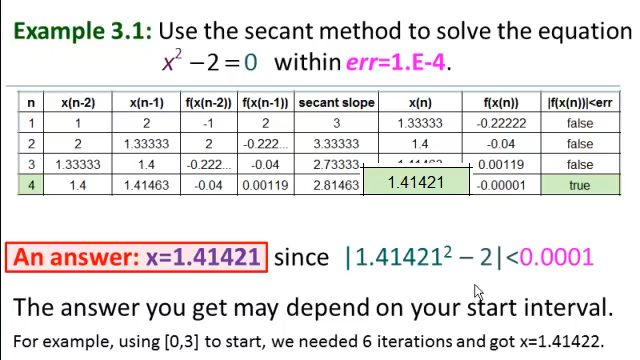 Example 3.1: Use the secant method to solve the equation
x² − 2 = 0 within err=1.E-4.
n x(n-2) x(n-1) f(x(n-2)) f(x(n-1)) secant slope x(n) f(x(n)) |f(x(n)|<err
1 1 2 -1 2 3 1.33333 -0.22222 false
2 2 1.33333 2 -0.222... 3.33333 1.4 -0.04 false
3 1.33333 1.4 -0.222... -0.04 2.73333 0.00119 false
4 1.4 1.41463 -0.04 0.00119 2.81463 1.41421 -0.00001 true
An answer: x=1.41421 since |1.41421² − 2|<0.0001
The answer you get may depend on your start interval.
For example, using [0,3] to start, we needed 6 iterations and got x=1.41422.